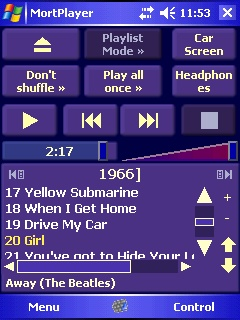 MortPlayer 11:53
Playlist Mode » Car Screen
Don't shuffle » Play all once » Headphones
2:17
1966]
17 Yellow Submarine
18 When I Get Home
19 Drive My Car
20 Girl
21 You've got to Hide Your L
Away (The Beatles)
Menu Control